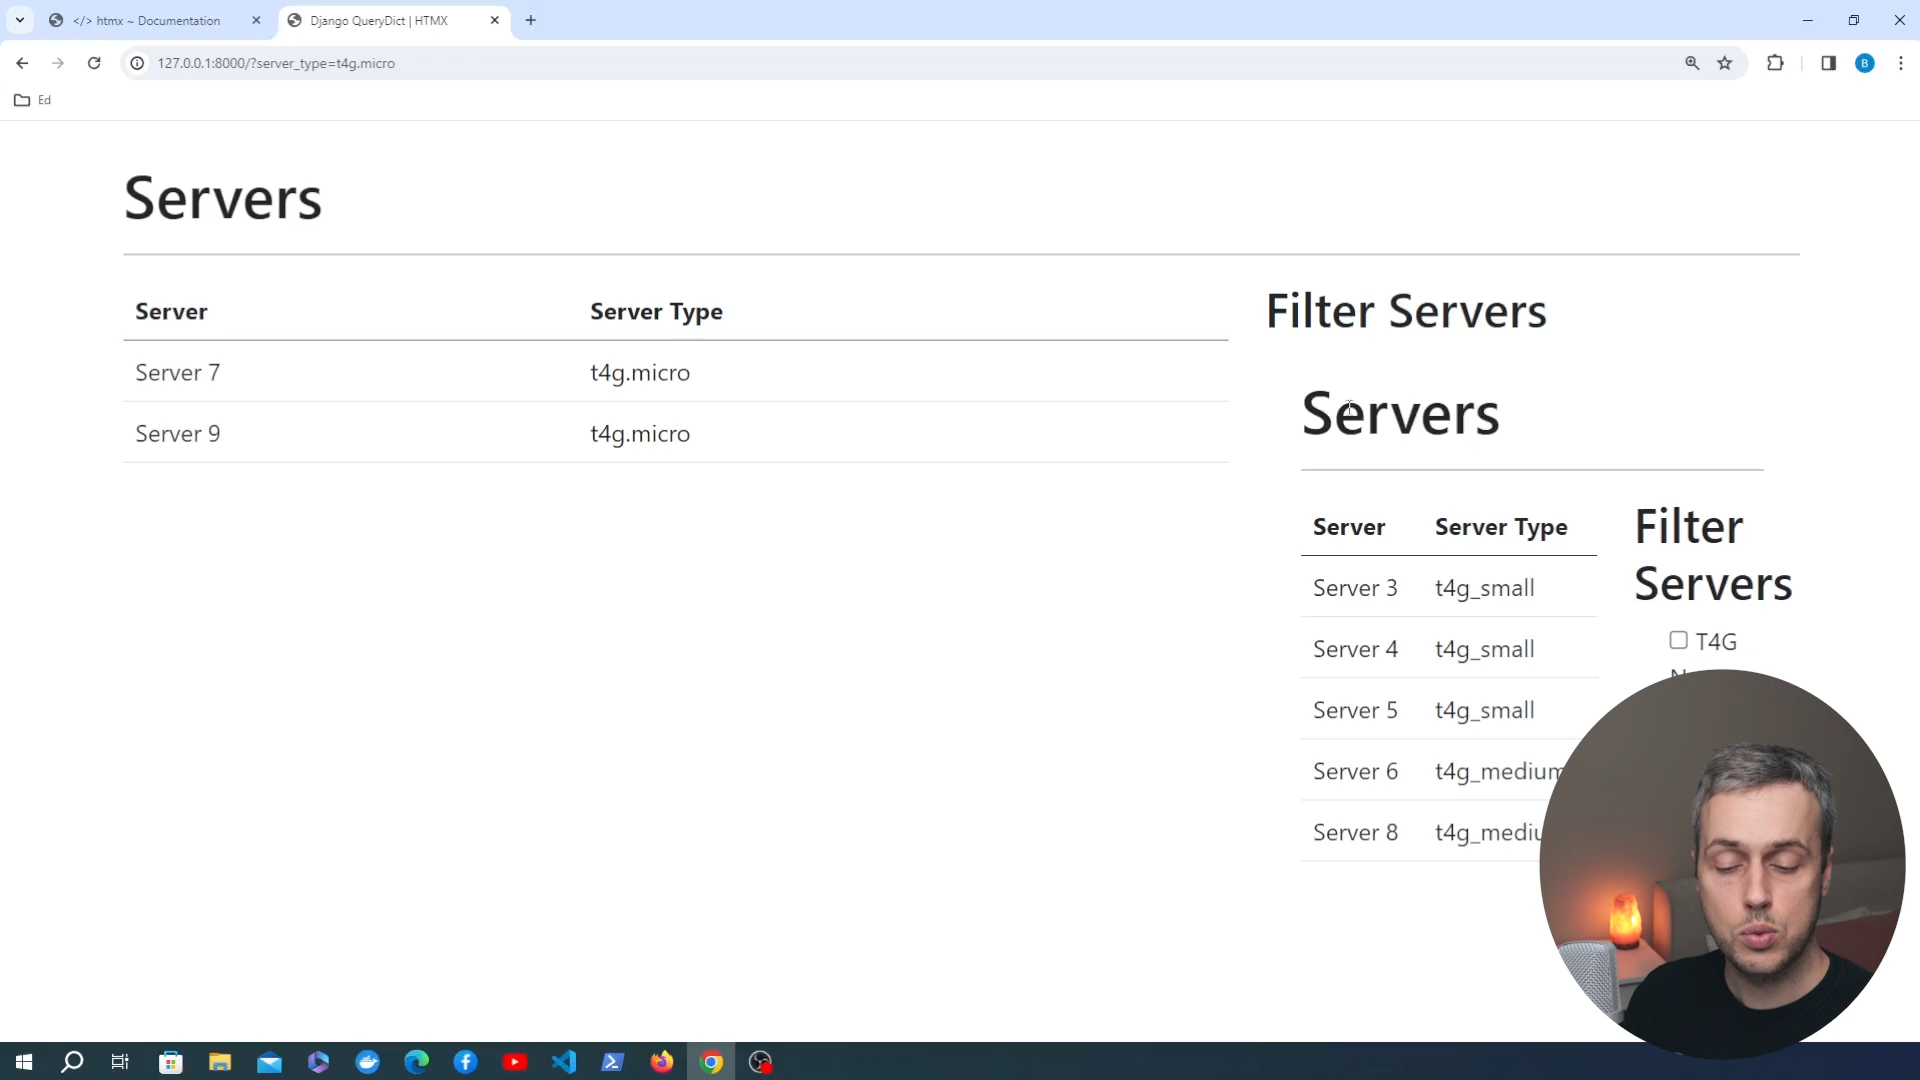 </> htmx ~ Documentation
Django QueryDict | HTMX
127.0.0.1:8000/?server_type=t4g.micro
B
Ed
Servers
Server Server Type
Server 7 t4g.micro
Server 9 t4g.micro
Filter Servers
Servers
Server Server Type
Server 3 t4g_small
Server 4 t4g_small
Server 5 t4g_small
Server 6 t4g_medium
Server 8 t4g_mediu
Filter
Servers
T4G